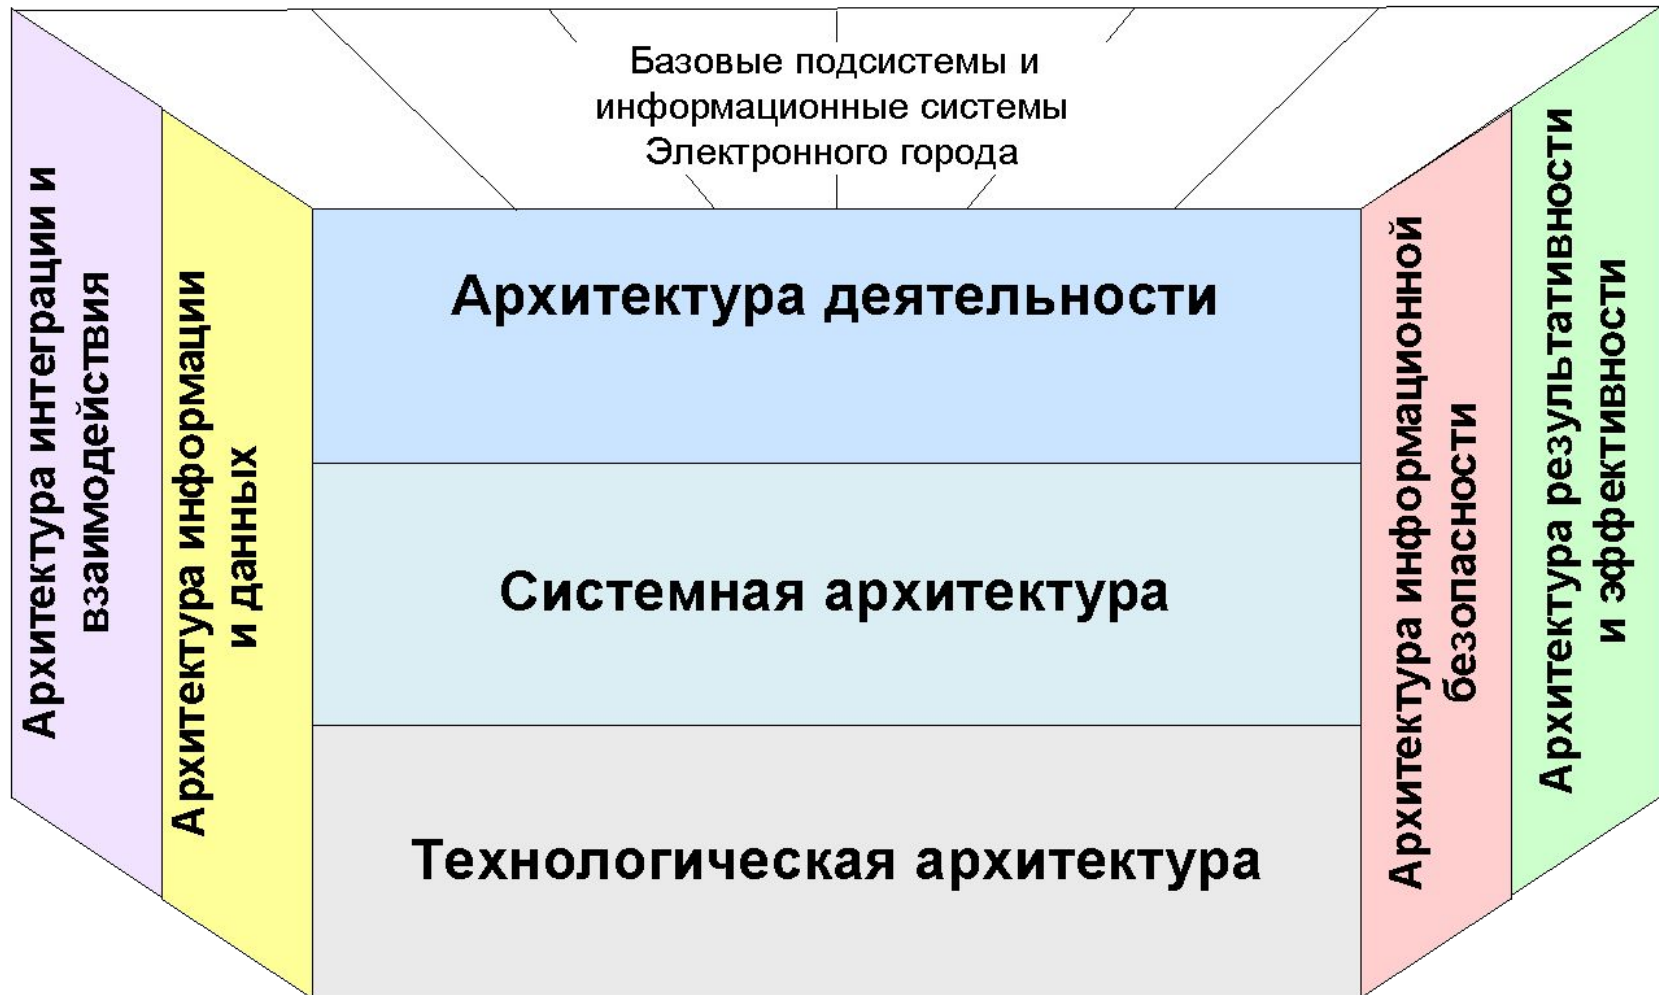 Базовые подсистемы и
информационные системы
Электронного города
Архитектура интеграции и
взаимодействия
Архитектура информации
и данных
Архитектура деятельности
Системная архитектура
Технологическая архитектура
Архитектура информационной
безопасности
Архитектура результативности
и эффективности